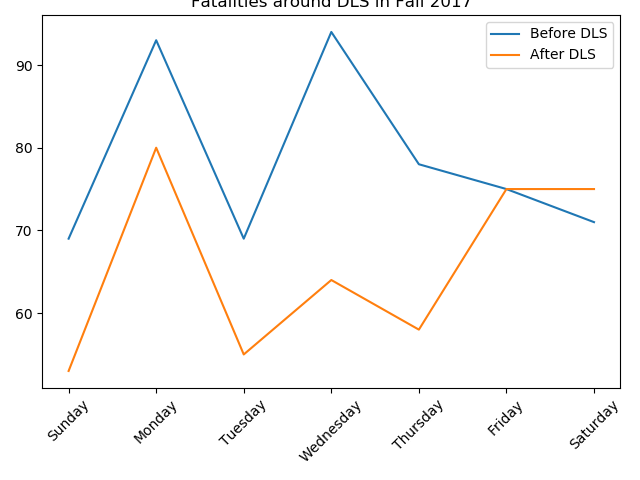 Fatalities around DLS in Fall 2017
Before DLS
After DLS
90
80
70
60
Sunday
Monday
Tuesday
Wednesday
Thursday
Friday
Saturday